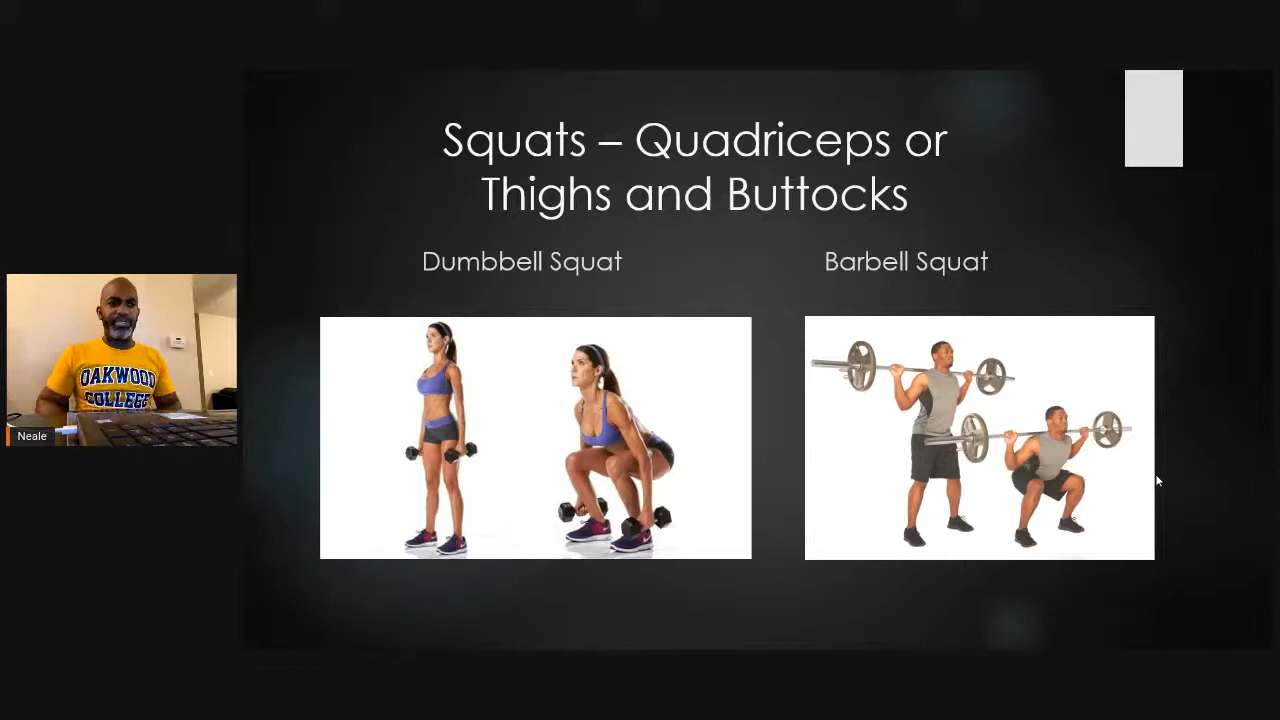 Squats – Quadriceps or
Thighs and Buttocks
Dumbbell Squat
Barbell Squat
OAKWOOD
COLLEGE
Neale